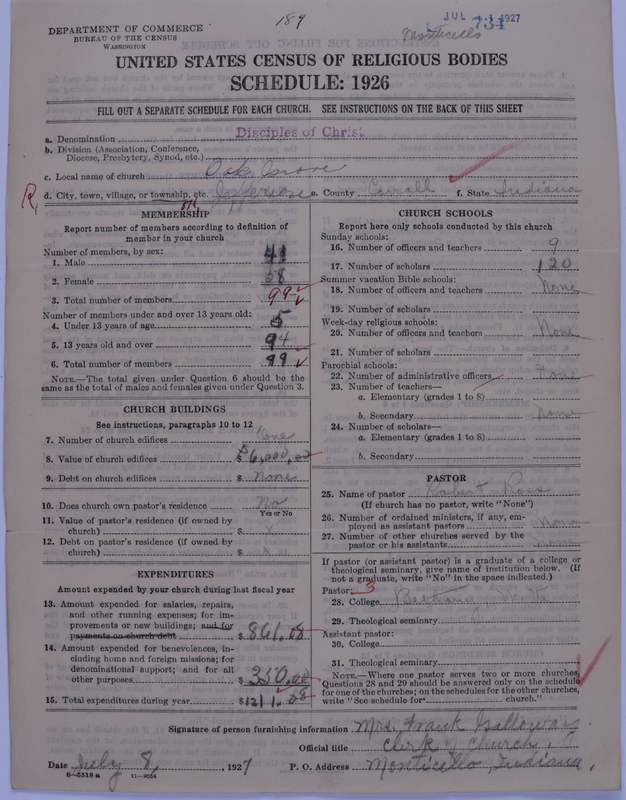 189
JUL 11 1927
734
Monticello
DEPARTMENT OF COMMERCE
BUREAU OF THE CENSUS
WASHINGTON
UNITED STATES CENSUS OF RELIGIOUS BODIES
SCHEDULE: 1926
FILL OUT A SEPARATE SCHEDULE FOR EACH CHURCH. SEE INSTRUCTIONS ON THE BACK OF THIS SHEET
a. Denomination Disciples of Christ
b. Division (Association, Conference, Diocese, Presbytery, Synod, etc.)
c. Local name of church Oak Grove
R, d. City, town, village, or township, etc. Jefferson e. County Carroll f. State Indiana
MEMBERSHIP
Report number of members according to definition of
member in your church
Number of members, by sex:
1. Male 41
2. Female 58
3. Total number of members 99
Number of members under and over 13 years old:
4. Under 13 years of age 5
5. 13 years old and over 94
6. Total number of members 99
NOTE.—The total given under Question 6 should be the
same as the total of males and females given under Question 3.
CHURCH BUILDINGS
See instructions, paragraphs 10 to 12
7. Number of church edifices One
8. Value of church edifices $ 6,000.00
9. Debt on church edifices $ None
10. Does church own pastor's residence No
Yes or No
11. Value of pastor's residence (if owned by
church) $
12. Debt on pastor's residence (if owned by
church) $
EXPENDITURES
Amount expended by your church during last fiscal year
13. Amount expended for salaries, repairs,
and other running expenses; for im-
provements or new buildings; and for
payments on church debt $ 861.08
14. Amount expended for benevolences, in-
cluding home and foreign missions; for
denominational support; and for all
other purposes $ 350.00
15. Total expenditures during year $ 1211.08
CHURCH SCHOOLS
Report here only schools conducted by this church
Sunday schools:
16. Number of officers and teachers 9
17. Number of scholars 120
Summer vacation Bible schools:
18. Number of officers and teachers None
19. Number of scholars
Week-day religious schools:
20. Number of officers and teachers None
21. Number of scholars
Parochial schools:
22. Number of administrative officers None
23. Number of teachers—
a. Elementary (grades 1 to 8)
b. Secondary None
24. Number of scholars—
a. Elementary (grades 1 to 8)
b. Secondary
PASTOR
25. Name of pastor Robert Ross
(If church has no pastor, write "None")
26. Number of ordained ministers, if any, em-
ployed as assistant pastors None
27. Number of other churches served by the
pastor or his assistants None
If pastor (or assistant pastor) is a graduate of a college or
theological seminary, give name of institution below. (If
not a graduate, write "No" in the space indicated.)
Pastor: 3
28. College Bethany
29. Theological seminary
Assistant pastor:
30. College
31. Theological seminary
NOTE.—Where one pastor serves two or more churches,
Questions 28 and 29 should be answered only on the schedule
for one of the churches; on the schedules for the other churches,
write "See schedule for church."
Signature of person furnishing information Mrs. Frank Galloway
Official title Clerk of Church,
Date July 8, 1927 P. O. Address Monticello, Indiana.
8—5518 a 11—9054